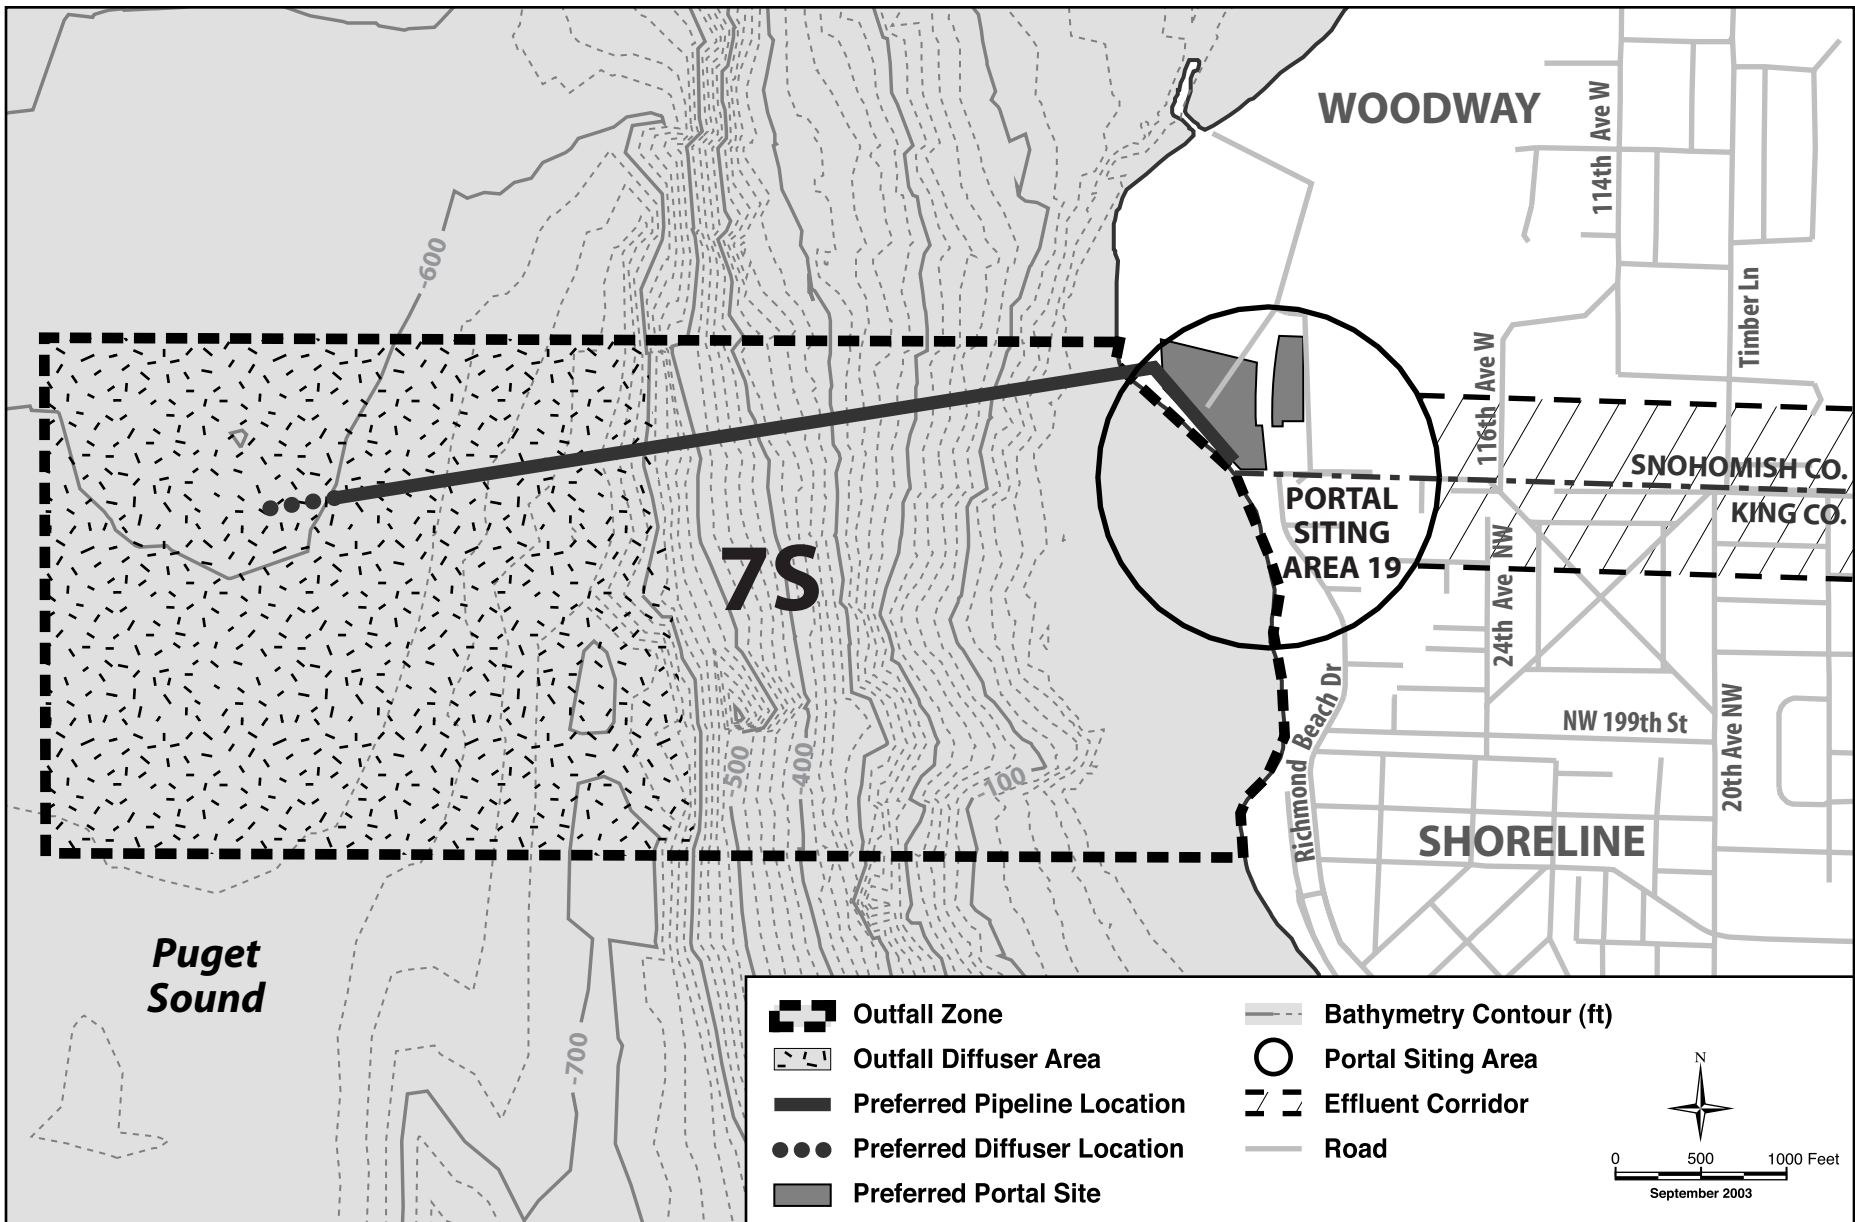 WOODWAY
114th Ave W
-600
Timber Ln
116th Ave W
SNOHOMISH CO.
KING CO.
PORTAL
SITING
AREA 19
7S
24th Ave NW
Richmond Beach Dr
NW 199th St
20th Ave NW
500
400
-100
SHORELINE
Puget
Sound
-700
Outfall Zone
Outfall Diffuser Area
Preferred Pipeline Location
Preferred Diffuser Location
Preferred Portal Site
Bathymetry Contour (ft)
Portal Siting Area
Effluent Corridor
Road
N
0 500 1000 Feet
September 2003